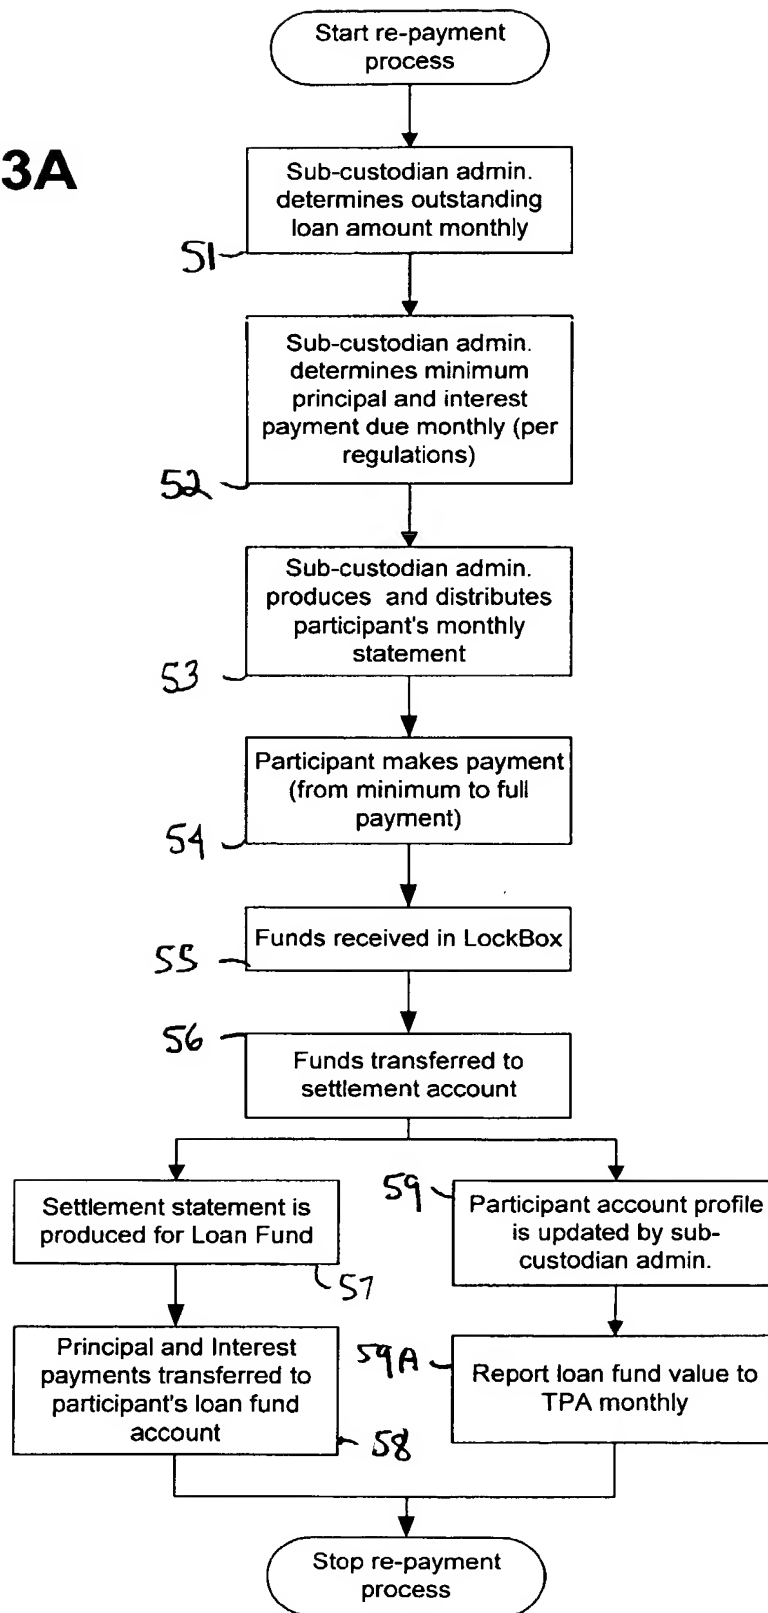 Start re-payment
process
3A
Sub-custodian admin.
determines outstanding
loan amount monthly
51
Sub-custodian admin.
determines minimum
principal and interest
payment due monthly (per
regulations)
52
Sub-custodian admin.
produces and distributes
participant's monthly
statement
53
Participant makes payment
(from minimum to full
payment)
54
Funds received in LockBox
55
56
Funds transferred to
settlement account
Settlement statement is
produced for Loan Fund
57
59
Participant account profile
is updated by sub-
custodian admin.
Principal and Interest
payments transferred to
participant's loan fund
account
58
59A
Report loan fund value to
TPA monthly
Stop re-payment
process